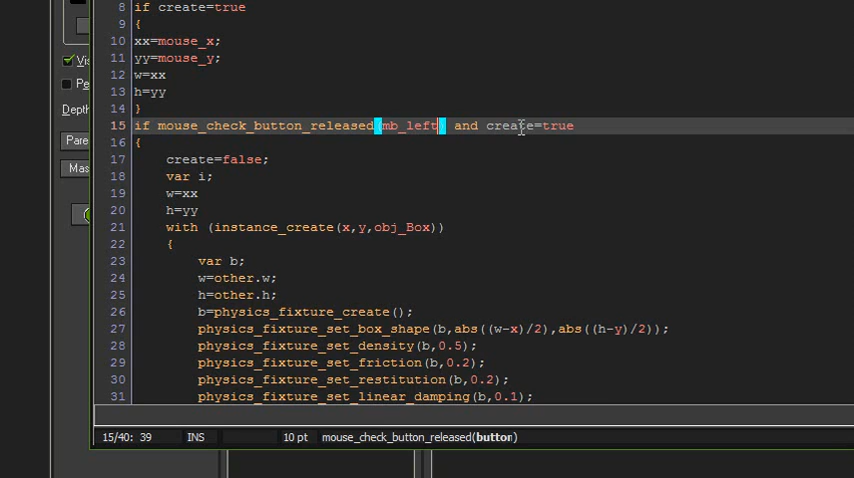 8 if create=true
9 {
10 xx=mouse_x;
11 yy=mouse_y;
12 w=xx
13 h=yy
14 }
15 if mouse_check_button_released(mb_left) and create=true
16 {
17 create=false;
18 var i;
19 w=xx
20 h=yy
21 with (instance_create(x,y,obj_Box))
22 {
23 var b;
24 w=other.w;
25 h=other.h;
26 b=physics_fixture_create();
27 physics_fixture_set_box_shape(b,abs((w-x)/2),abs((h-y)/2));
28 physics_fixture_set_density(b,0.5);
29 physics_fixture_set_friction(b,0.2);
30 physics_fixture_set_restitution(b,0.2);
31 physics_fixture_set_linear_damping(b,0.1);
Vis
Pe
Depth
Pare
Mas
15/40: 39 INS 10 pt mouse_check_button_released(button)